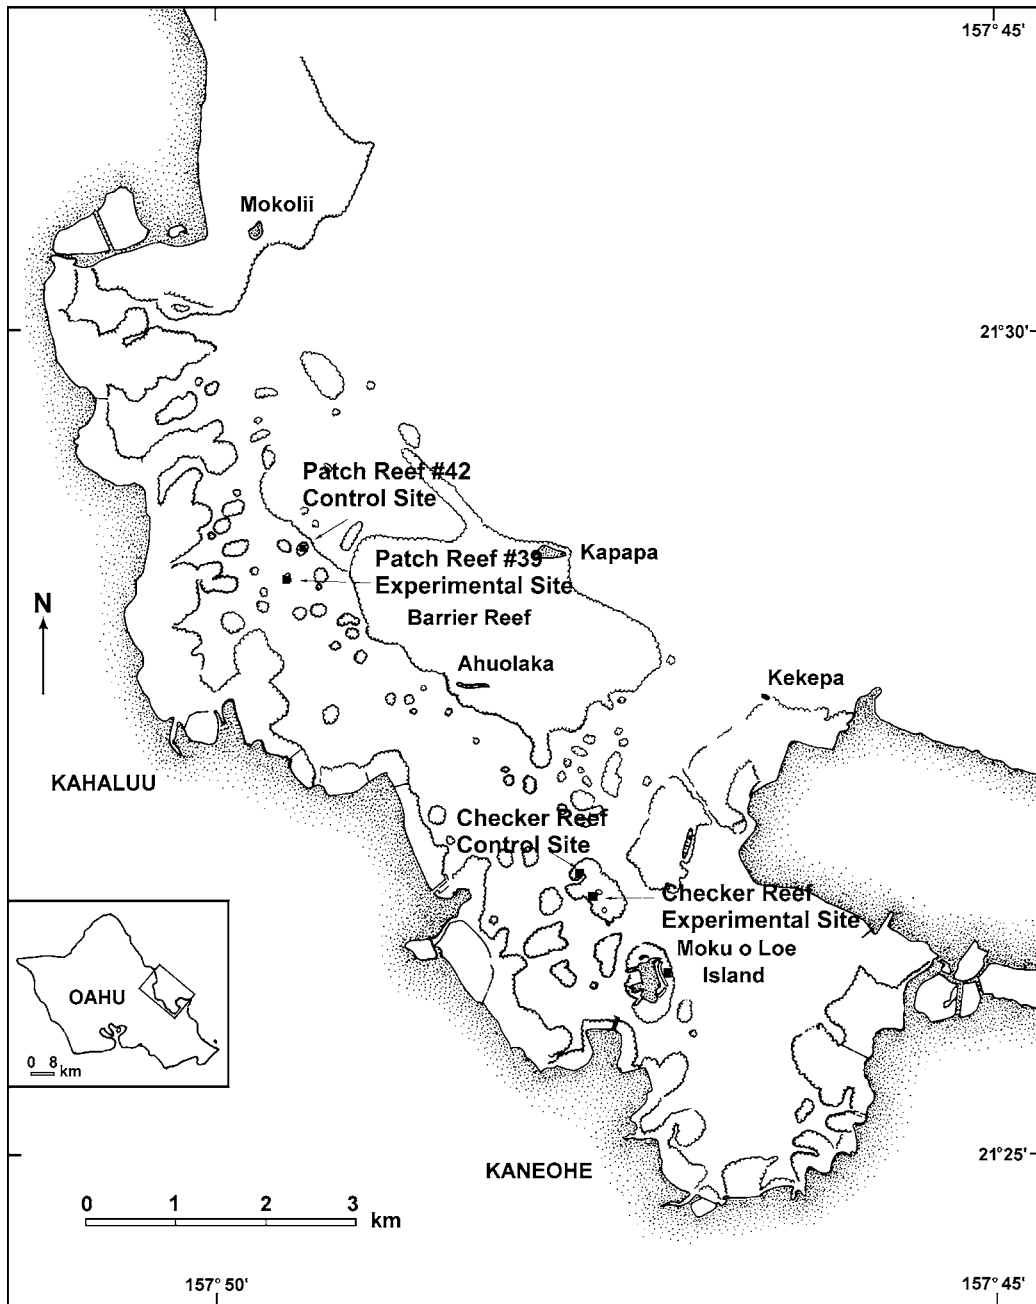 157° 45'
Mokolii
21°30'
Patch Reef #42
Control Site
Kapapa
Patch Reef #39
Experimental Site
N
Barrier Reef
Ahuolaka
Kekepa
KAHALUU
Checker Reef
Control Site
Checker Reef
Experimental Site
Moku o Loe
Island
OAHU
0 8
km
21°25'
KANEOHE
0 1 2 3
km
157° 50'
157° 45'